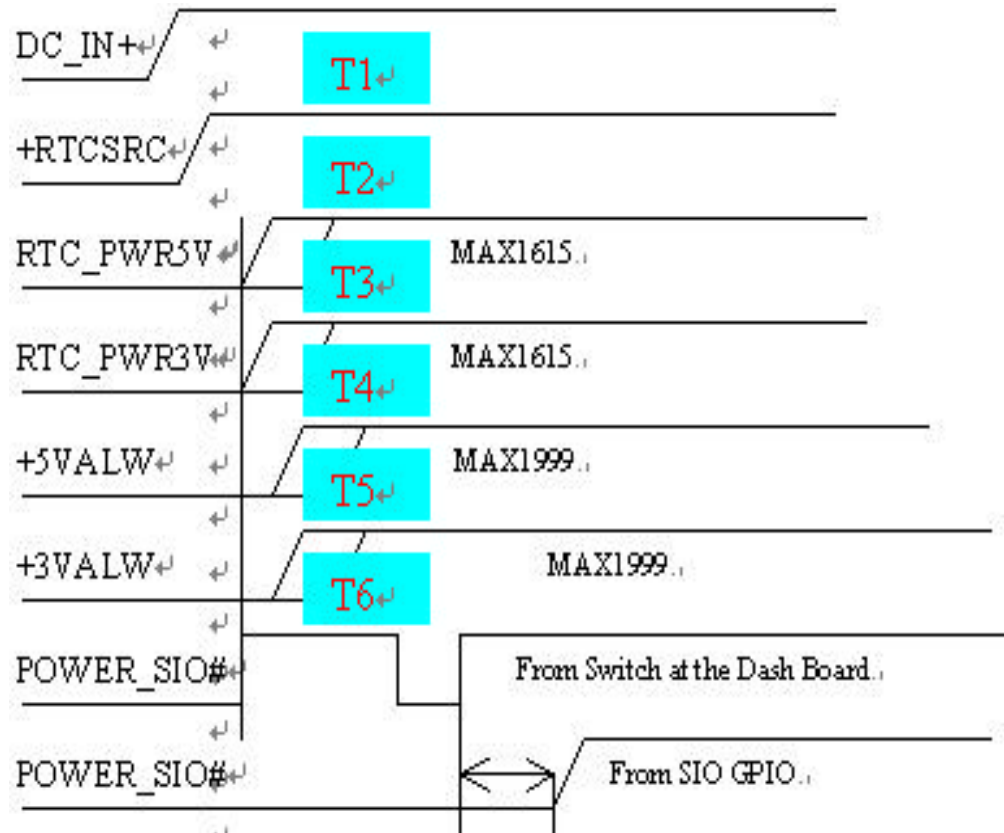 DC_IN+
T1
+RTCSRC
T2
RTC_PWR5V MAX1615
T3
RTC_PWR3V MAX1615
T4
+5VALW MAX1999
T5
+3VALW MAX1999
T6
POWER_SIO# From Switch at the Dash Board
POWER_SIO# From SIO GPIO